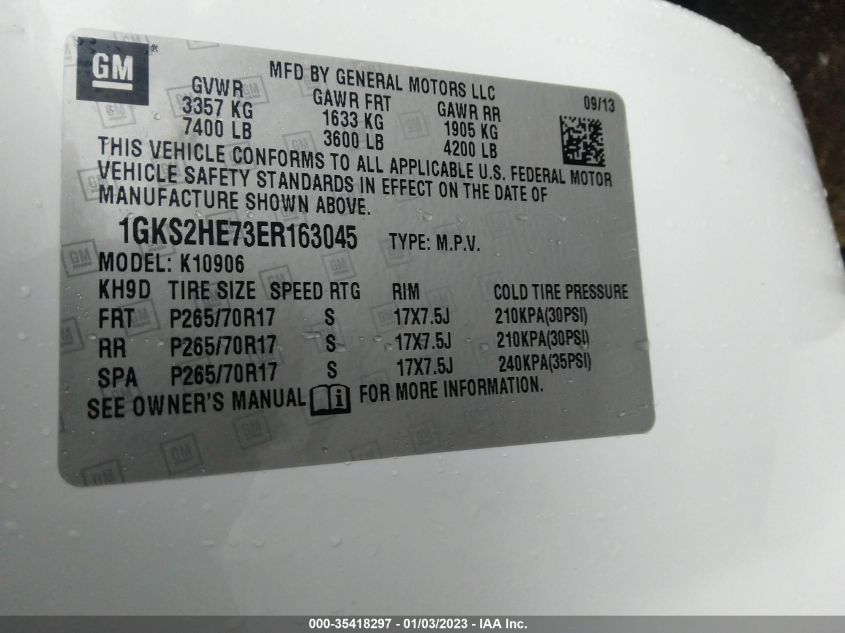 GM
MFD BY GENERAL MOTORS LLC
09/13
GVWR GAWR FRT GAWR RR
3357 KG 1633 KG 1905 KG
7400 LB 3600 LB 4200 LB
THIS VEHICLE CONFORMS TO ALL APPLICABLE U.S. FEDERAL MOTOR
VEHICLE SAFETY STANDARDS IN EFFECT ON THE DATE OF
MANUFACTURE SHOWN ABOVE.
1GKS2HE73ER163045 TYPE: M.P.V.
MODEL: K10906
KH9D TIRE SIZE SPEED RTG RIM COLD TIRE PRESSURE
FRT P265/70R17 S 17X7.5J 210KPA(30PSI)
RR P265/70R17 S 17X7.5J 210KPA(30PSI)
SPA P265/70R17 S 17X7.5J 240KPA(35PSI)
SEE OWNER'S MANUAL i FOR MORE INFORMATION.
000-35418297 - 01/03/2023 - IAA Inc.